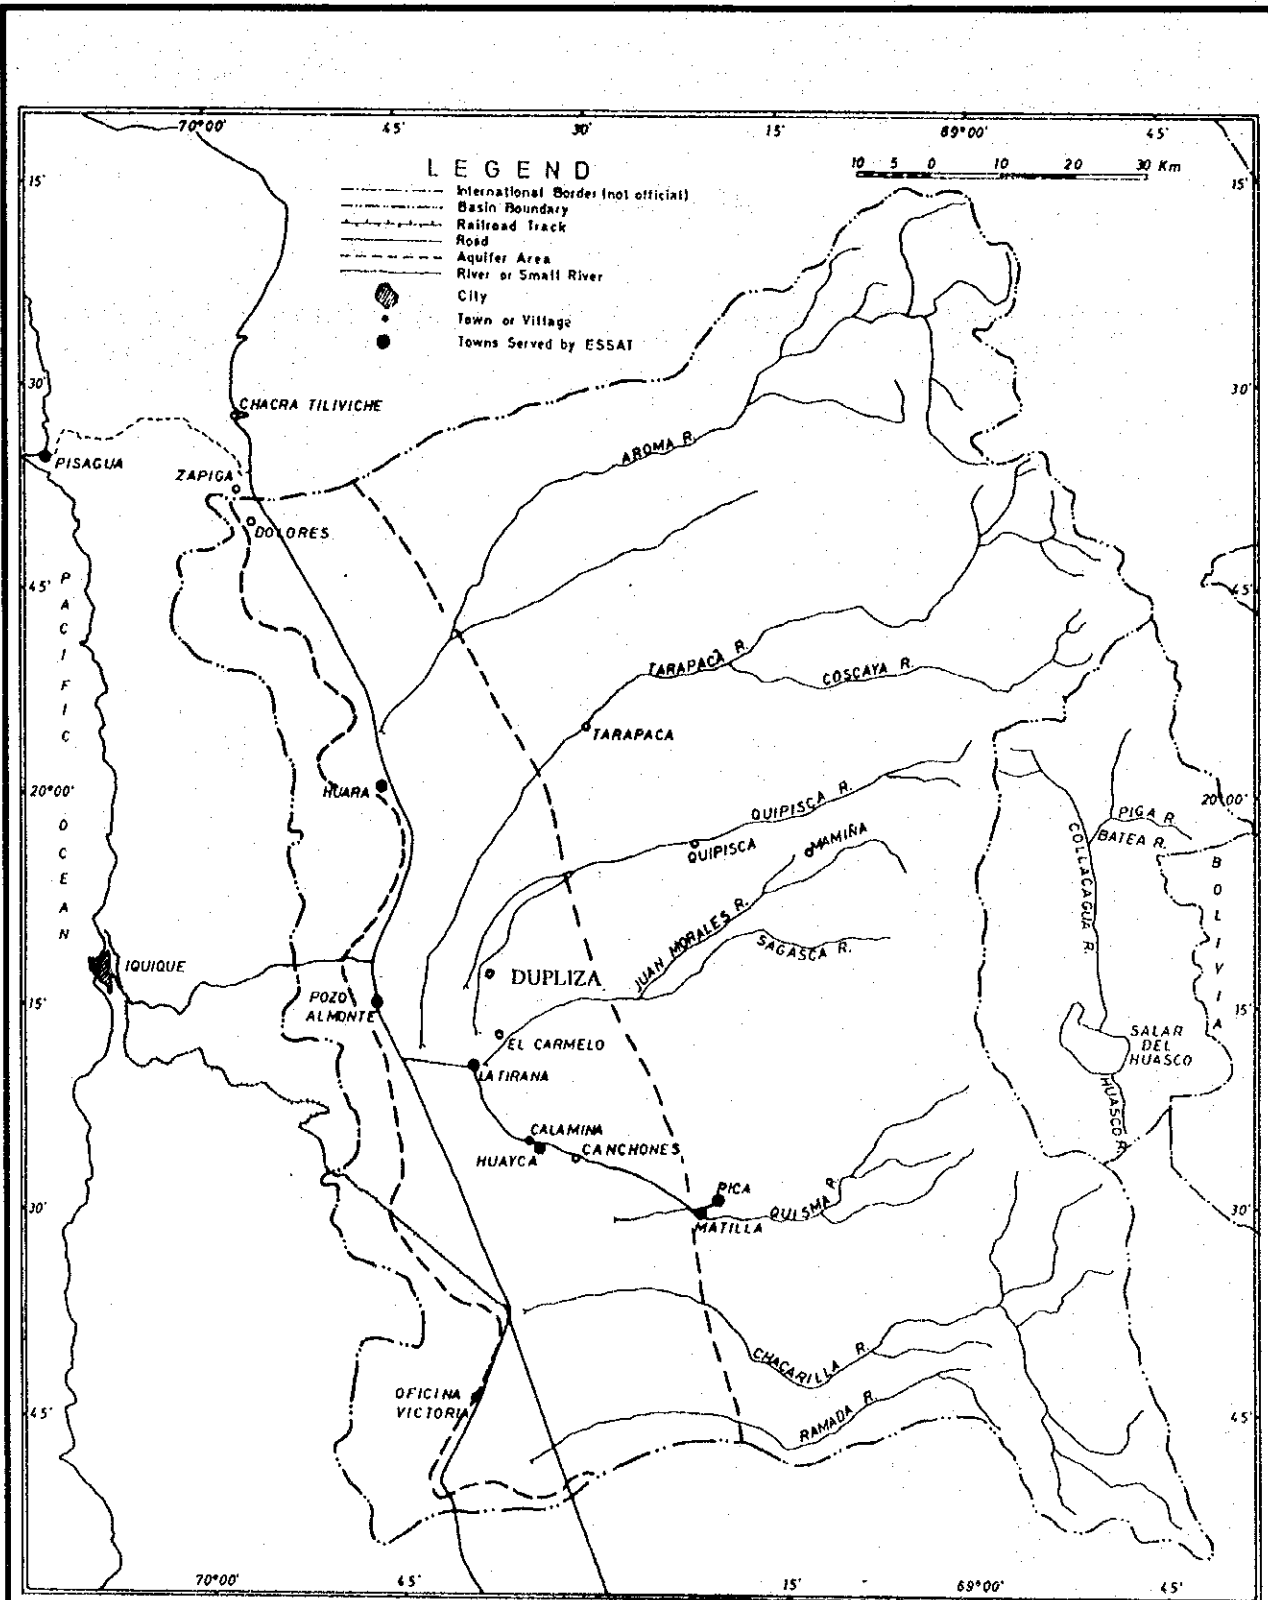 70°00' 45' 30' 15' 69°00' 45'
LEGEND
International Border (not official)
Basin Boundary
Railroad Track
Road
Aquifer Area
River or Small River
City
Town or Village
Towns Served by ESSAT
10 5 0 10 20 30 Km
15' 15'
30' 30'
CHACRA TILIVICHE
AROMA R.
PISAGUA
ZAPIGA
DOLORES
45' 45'
PACIFIC OCEAN
TARAPACA R.
COSCAYA R.
TARAPACA
HUARA
20°00' 20°00'
QUIPISCA R.
PIGA R
BATEA R.
QUIPISCA
MAMIÑA
COLLACAGUA R.
BOLIVIA
JUAN MORALES R.
SAGASCA R.
IQUIQUE
DUPLIZA
POZO
ALMONTE
15' 15'
EL CARMELO
SALAR
DEL
HUASCO
LA TIRANA
HUASCO R
CALAMINA
HUAYCA
CANCHONES
PICA
30' 30'
QUISMA R
MATILLA
CHACARILLA R.
OFICINA
VICTORIA
RAMADA R.
45' 45'
70°00' 45' 15' 69°00' 45'